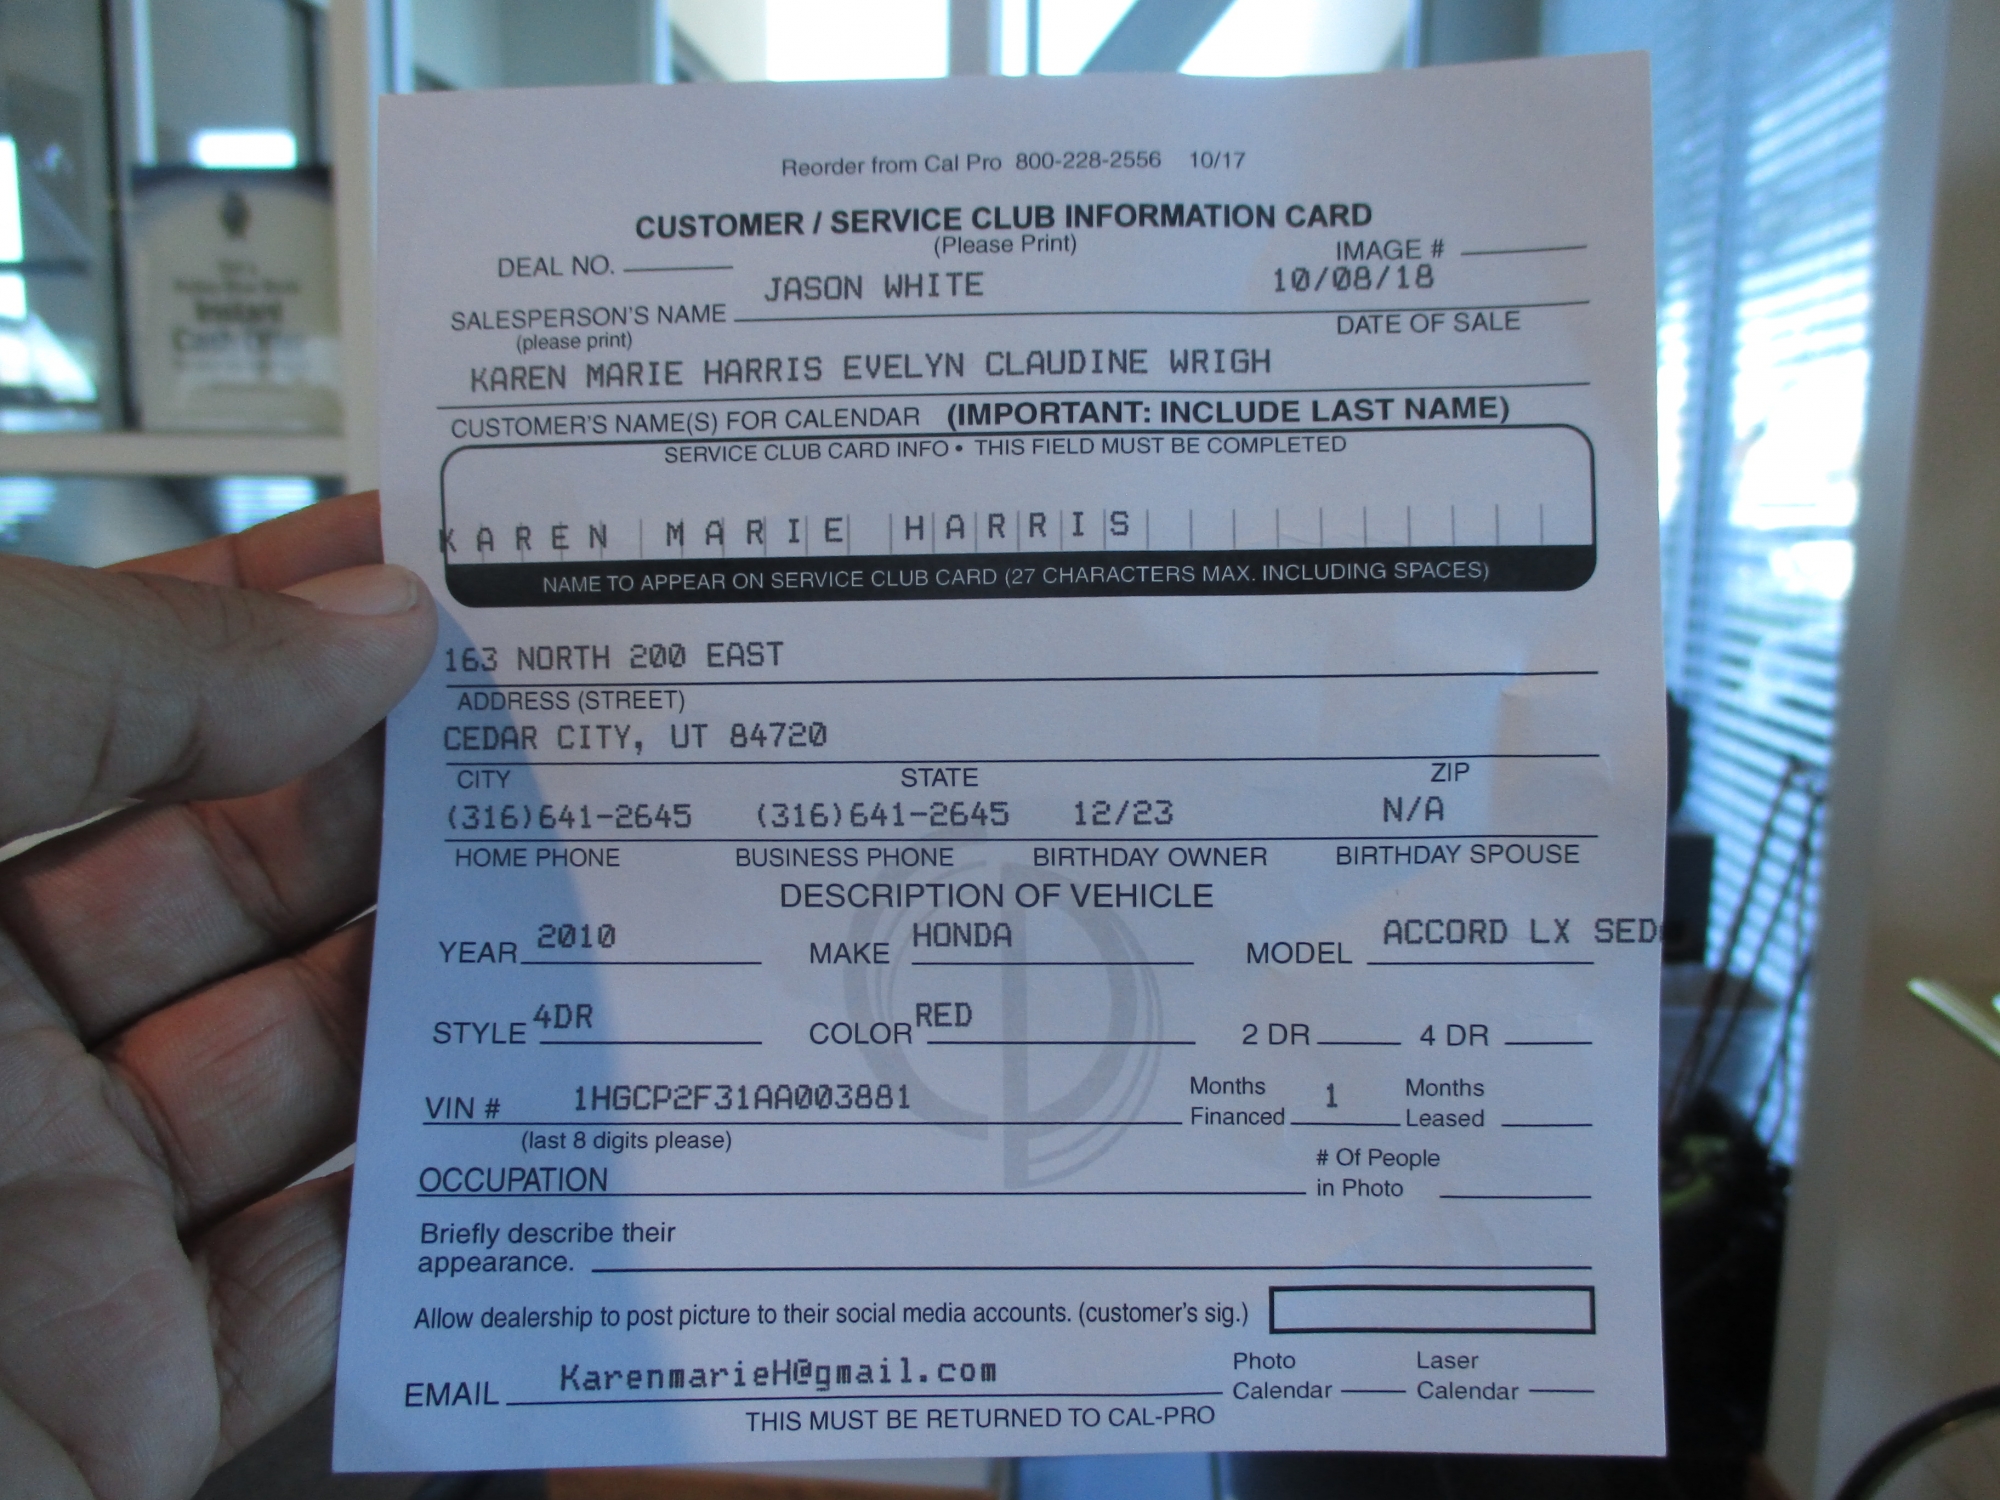 Reorder from Cal Pro 800-228-2556 10/17
CUSTOMER / SERVICE CLUB INFORMATION CARD
(Please Print)
DEAL NO. IMAGE #
JASON WHITE 10/08/18
SALESPERSON'S NAME DATE OF SALE
(please print)
KAREN MARIE HARRIS EVELYN CLAUDINE WRIGH
CUSTOMER'S NAME(S) FOR CALENDAR (IMPORTANT: INCLUDE LAST NAME)
SERVICE CLUB CARD INFO • THIS FIELD MUST BE COMPLETED
KAREN MARIE HARRIS
NAME TO APPEAR ON SERVICE CLUB CARD (27 CHARACTERS MAX. INCLUDING SPACES)
163 NORTH 200 EAST
ADDRESS (STREET)
CEDAR CITY, UT 84720
CITY STATE ZIP
(316)641-2645 (316)641-2645 12/23 N/A
HOME PHONE BUSINESS PHONE BIRTHDAY OWNER BIRTHDAY SPOUSE
DESCRIPTION OF VEHICLE
YEAR 2010 MAKE HONDA MODEL ACCORD LX SED
STYLE 4DR COLOR RED 2 DR 4 DR
VIN # 1HGCP2F31AA003881 Months Financed 1 Months Leased
(last 8 digits please)
OCCUPATION # Of People in Photo
Briefly describe their
appearance.
Allow dealership to post picture to their social media accounts. (customer's sig.)
EMAIL KarenmarieH@gmail.com Photo Calendar Laser Calendar
THIS MUST BE RETURNED TO CAL-PRO
Instant